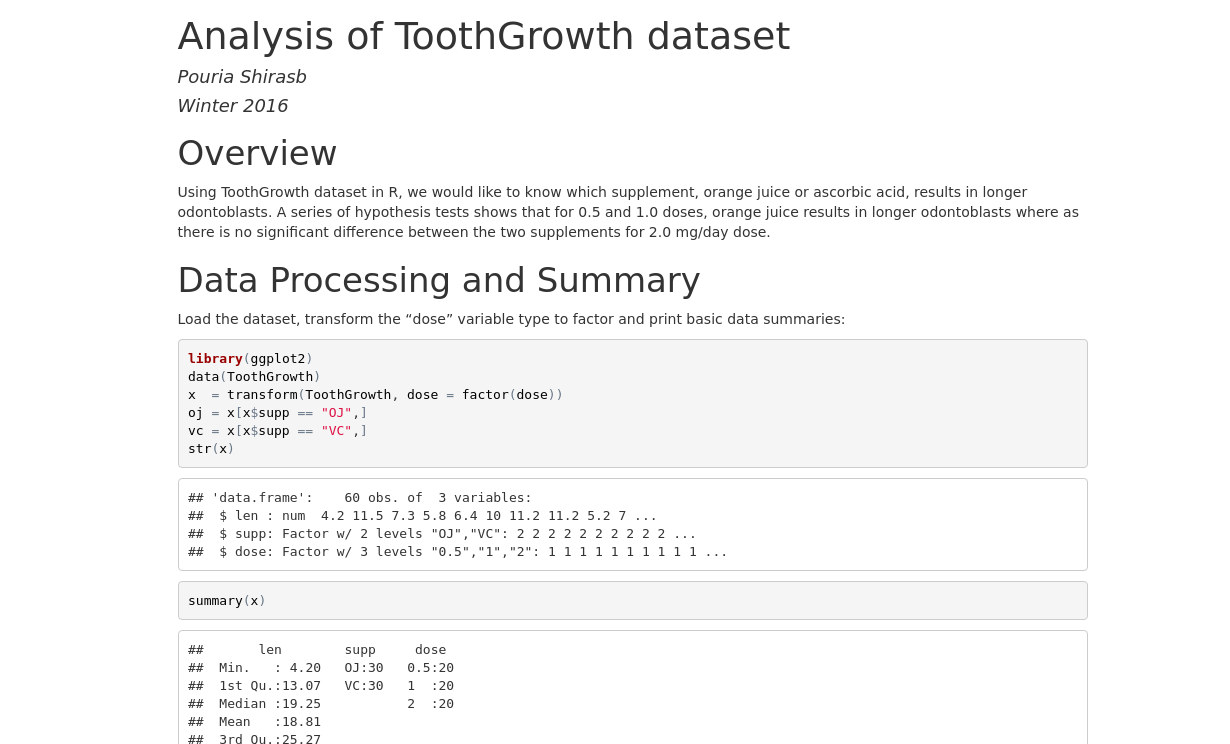 Analysis of ToothGrowth dataset
Pouria Shirasb
Winter 2016
Overview
Using ToothGrowth dataset in R, we would like to know which supplement, orange juice or ascorbic acid, results in longer
odontoblasts. A series of hypothesis tests shows that for 0.5 and 1.0 doses, orange juice results in longer odontoblasts where as
there is no significant difference between the two supplements for 2.0 mg/day dose.
Data Processing and Summary
Load the dataset, transform the “dose” variable type to factor and print basic data summaries:
library(ggplot2)
data(ToothGrowth)
x  = transform(ToothGrowth, dose = factor(dose))
oj = x[x$supp == "OJ",]
vc = x[x$supp == "VC",]
str(x)
## 'data.frame':    60 obs. of  3 variables:
##  $ len : num  4.2 11.5 7.3 5.8 6.4 10 11.2 11.2 5.2 7 ...
##  $ supp: Factor w/ 2 levels "OJ","VC": 2 2 2 2 2 2 2 2 2 2 ...
##  $ dose: Factor w/ 3 levels "0.5","1","2": 1 1 1 1 1 1 1 1 1 1 ...
summary(x)
##       len        supp     dose
##  Min.   : 4.20   OJ:30   0.5:20
##  1st Qu.:13.07   VC:30   1  :20
##  Median :19.25           2  :20
##  Mean   :18.81
##  3rd Qu.:25.27